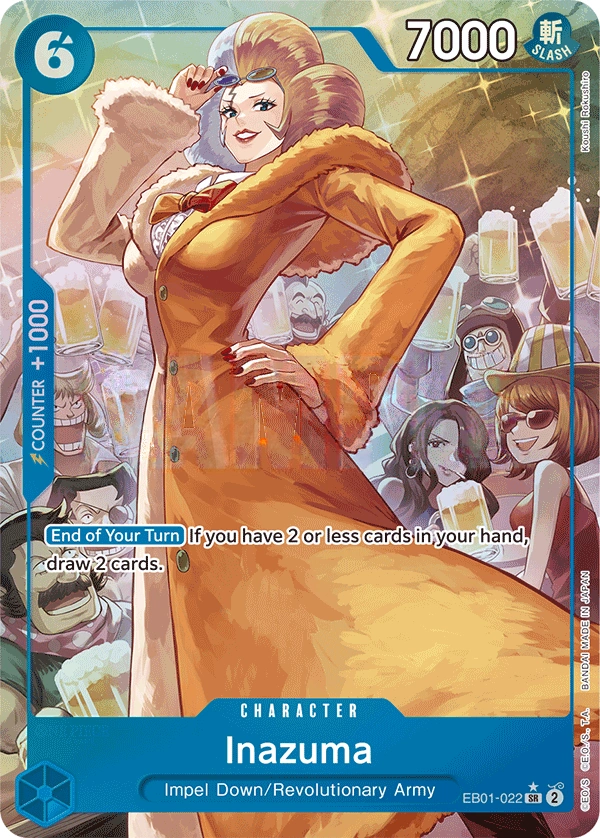 6
7000
斬
SLASH
Koushi Rokushiro
COUNTER +1000
End of Your Turn If you have 2 or less cards in your hand,
draw 2 cards.
CHARACTER
Inazuma
Impel Down/Revolutionary Army
EB01-022 SR 2
©E.O/S ©E.O./S., T.A. BANDAI MADE IN JAPAN